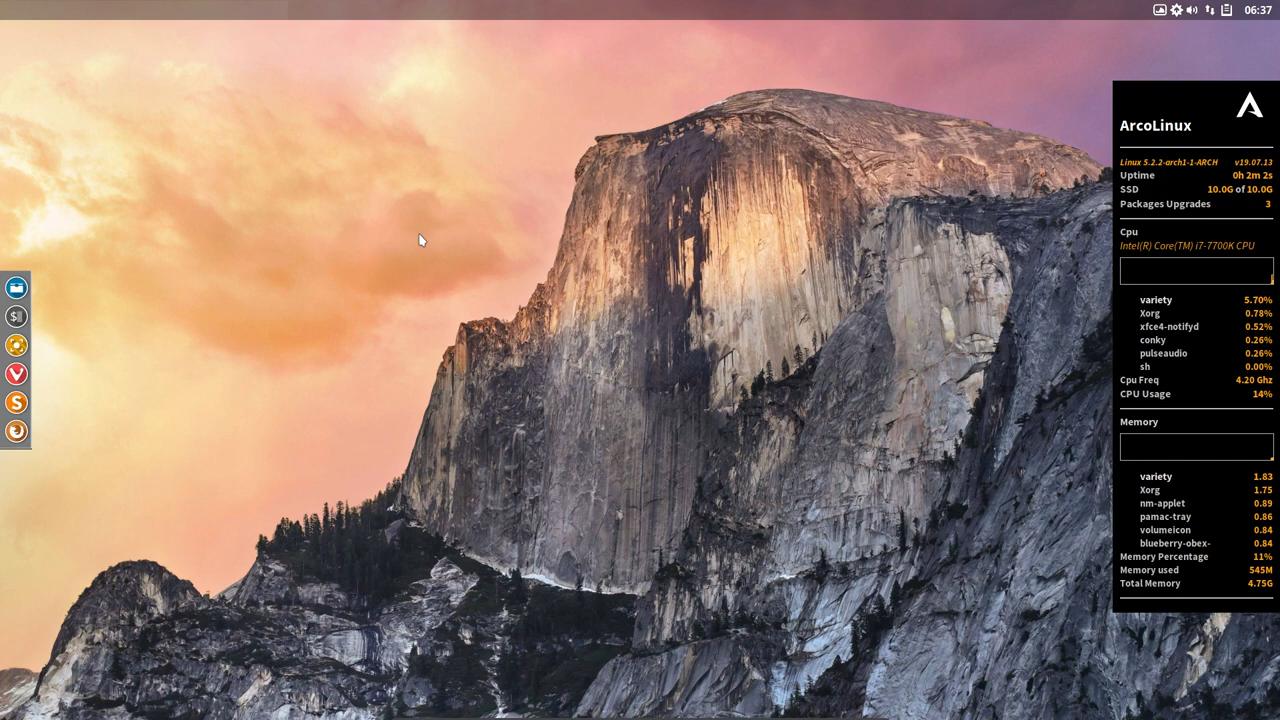 06:37
ArcoLinux
Linux 5.2.2-arch1-1-ARCH v19.07.13
Uptime 0h 2m 2s
SSD 10.0G of 10.0G
Packages Upgrades 3
Cpu
Intel(R) Core(TM) i7-7700K CPU
variety 5.70%
Xorg 0.78%
xfce4-notifyd 0.52%
conky 0.26%
pulseaudio 0.26%
sh 0.00%
Cpu Freq 4.20 Ghz
CPU Usage 14%
Memory
variety 1.83
Xorg 1.75
nm-applet 0.89
pamac-tray 0.86
volumeicon 0.84
blueberry-obex- 0.84
Memory Percentage 11%
Memory used 545M
Total Memory 4.75G
$
S